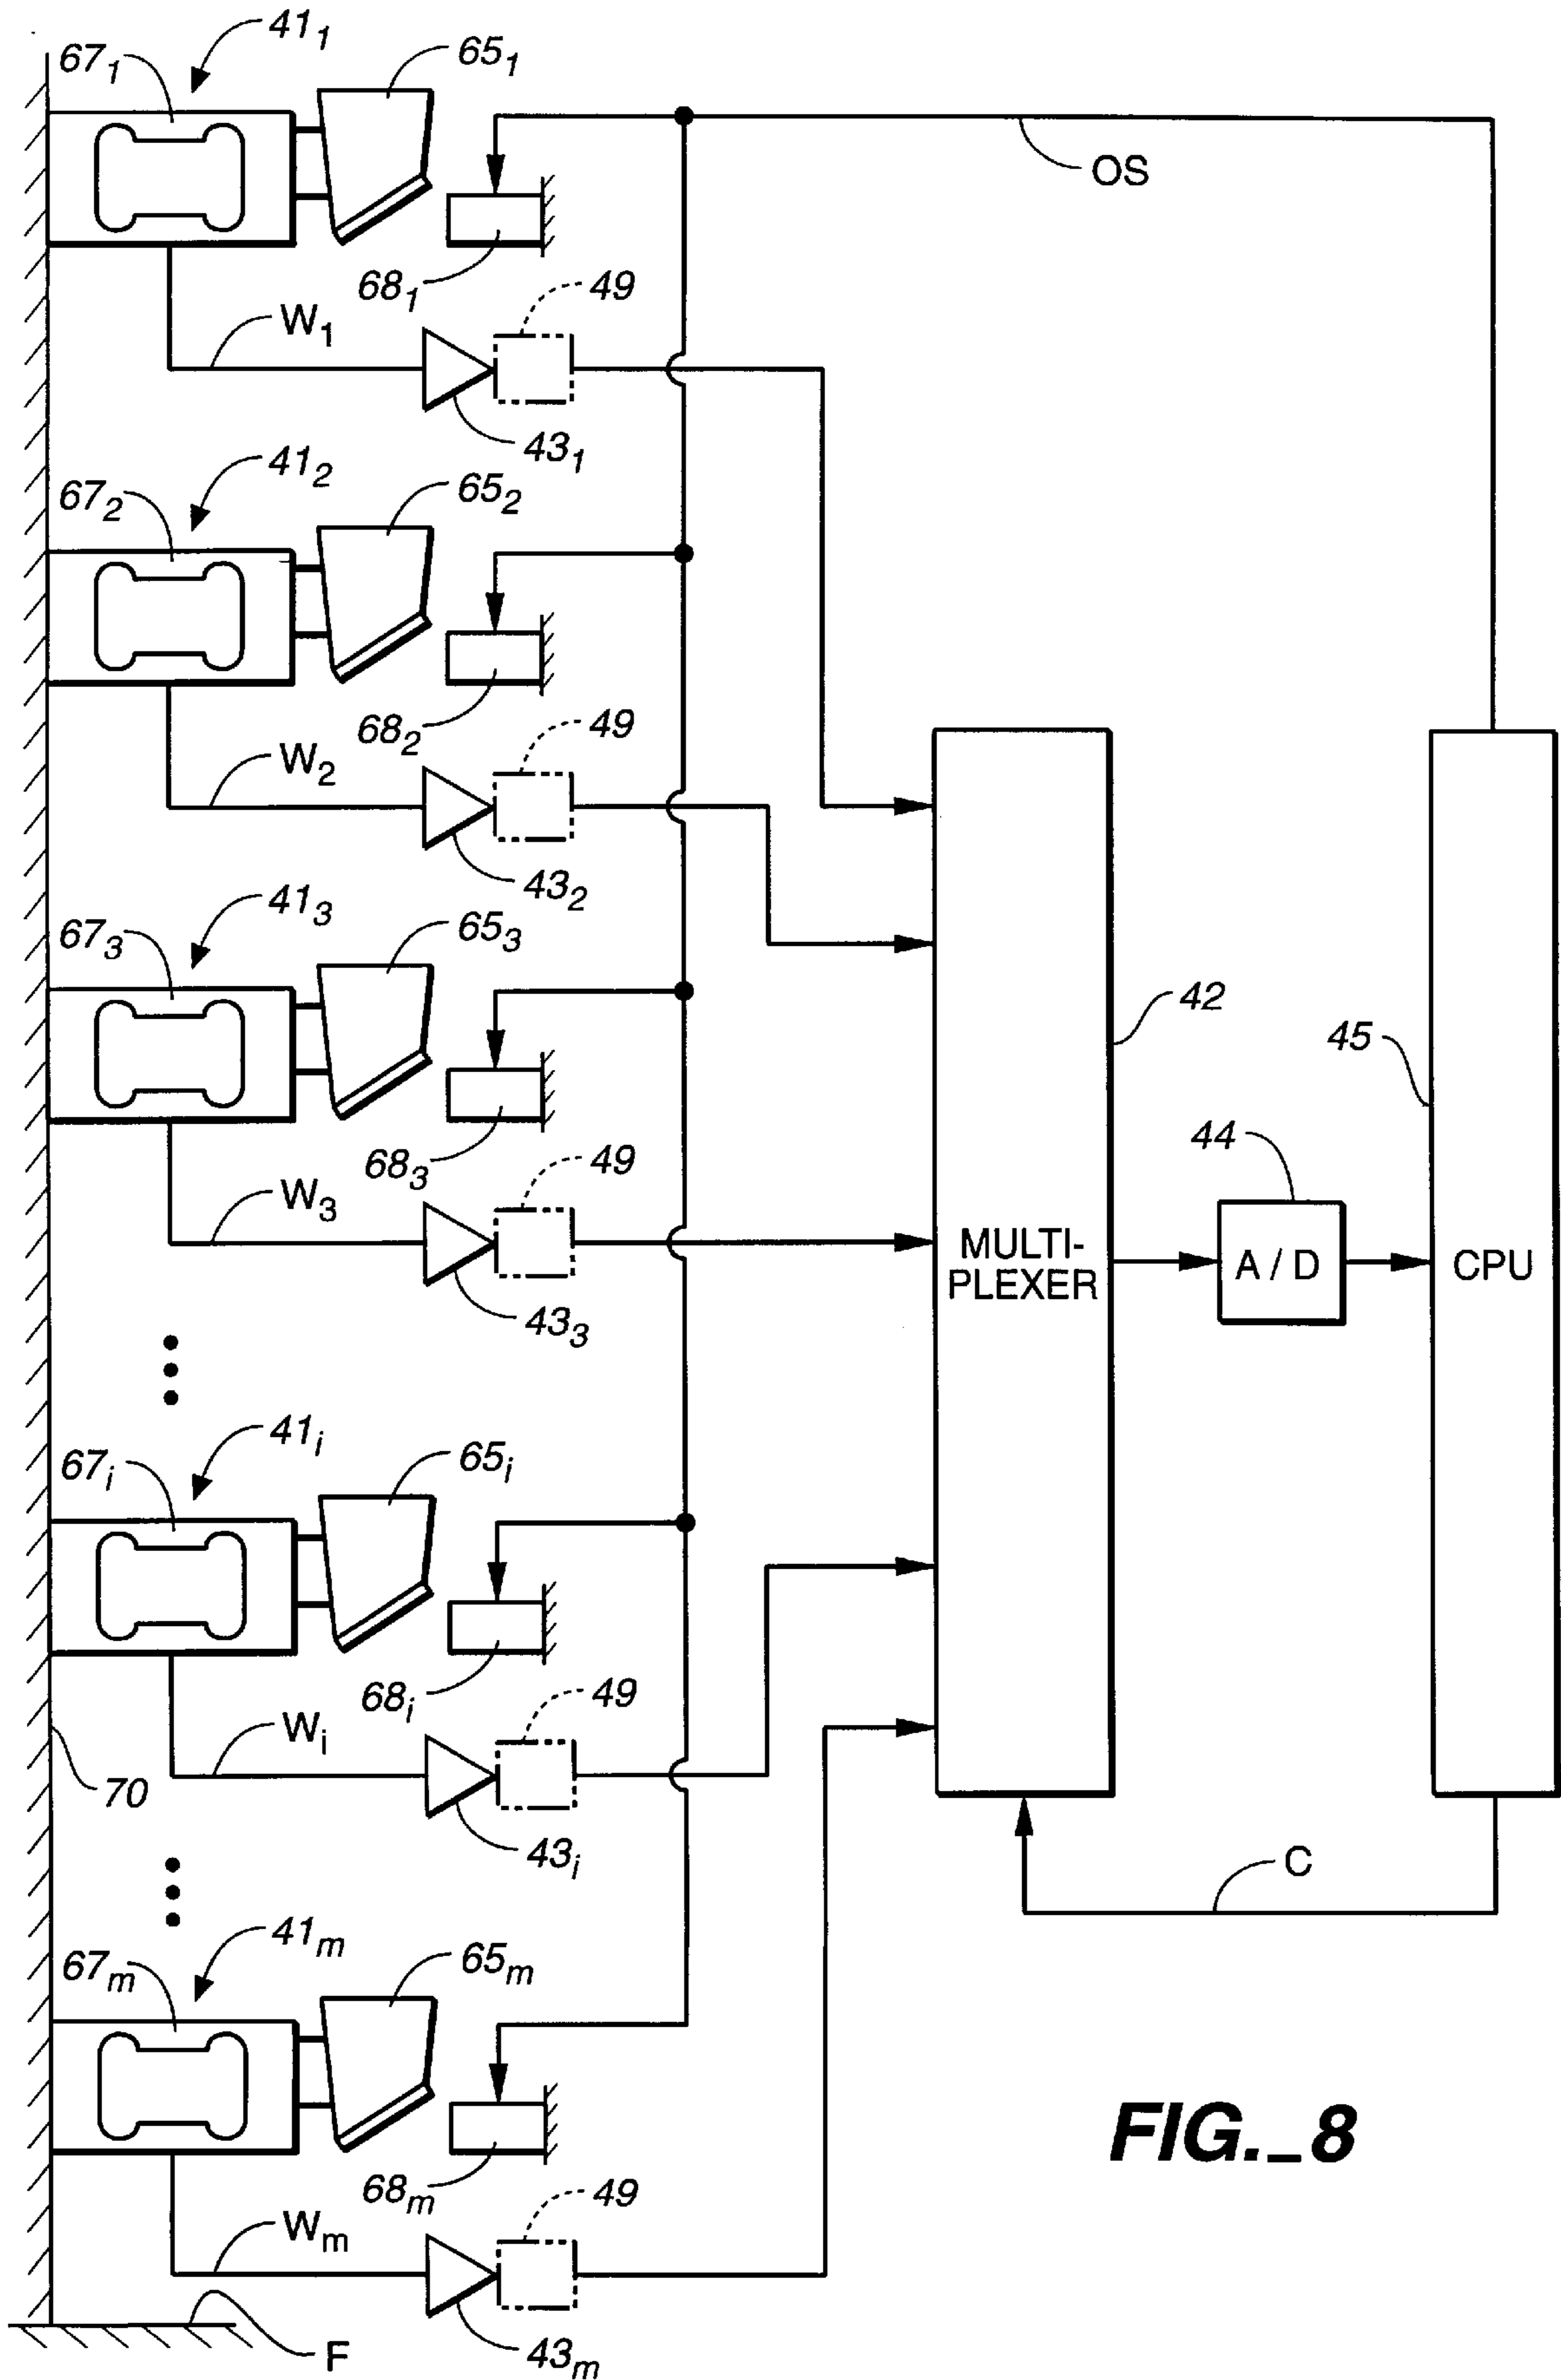 41₁
67₁
65₁
OS
68₁
49
W₁
43₁
41₂
67₂
65₂
68₂
49
W₂
43₂
41₃
67₃
65₃
42
45
68₃
49
44
W₃
MULTI-
PLEXER
A / D
CPU
43₃
41ᵢ
67ᵢ
65ᵢ
68ᵢ
49
Wᵢ
70
43ᵢ
C
41ₘ
67ₘ
65ₘ
68ₘ
49
Wₘ
F
43ₘ
FIG._8